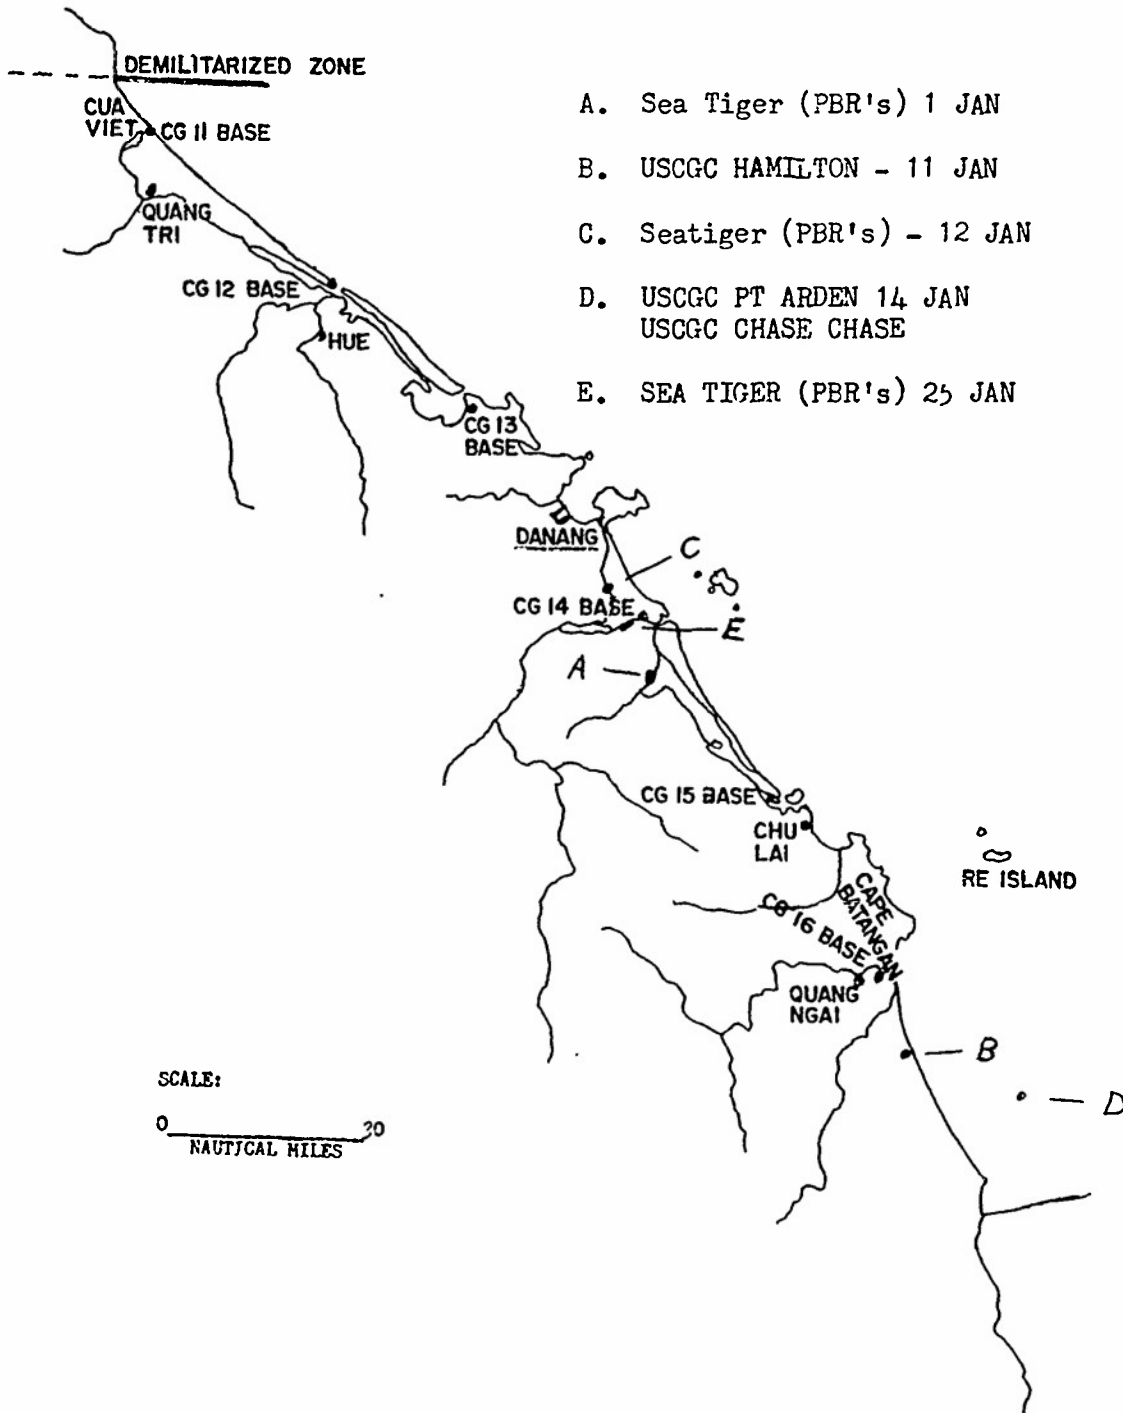 DEMILITARIZED ZONE
CUA
VIET
CG 11 BASE
QUANG
TRI
CG 12 BASE
HUE
CG 13
BASE
DANANG
CG 14 BASE
C
E
A
CG 15 BASE
CHU
LAI
RE ISLAND
CAPE
BATANGAN
CG 16 BASE
QUANG
NGAI
B
D
A. Sea Tiger (PBR's) 1 JAN
B. USCGC HAMILTON - 11 JAN
C. Seatiger (PBR's) - 12 JAN
D. USCGC PT ARDEN 14 JAN
USCGC CHASE CHASE
E. SEA TIGER (PBR's) 25 JAN
SCALE:
0 20
NAUTICAL MILES